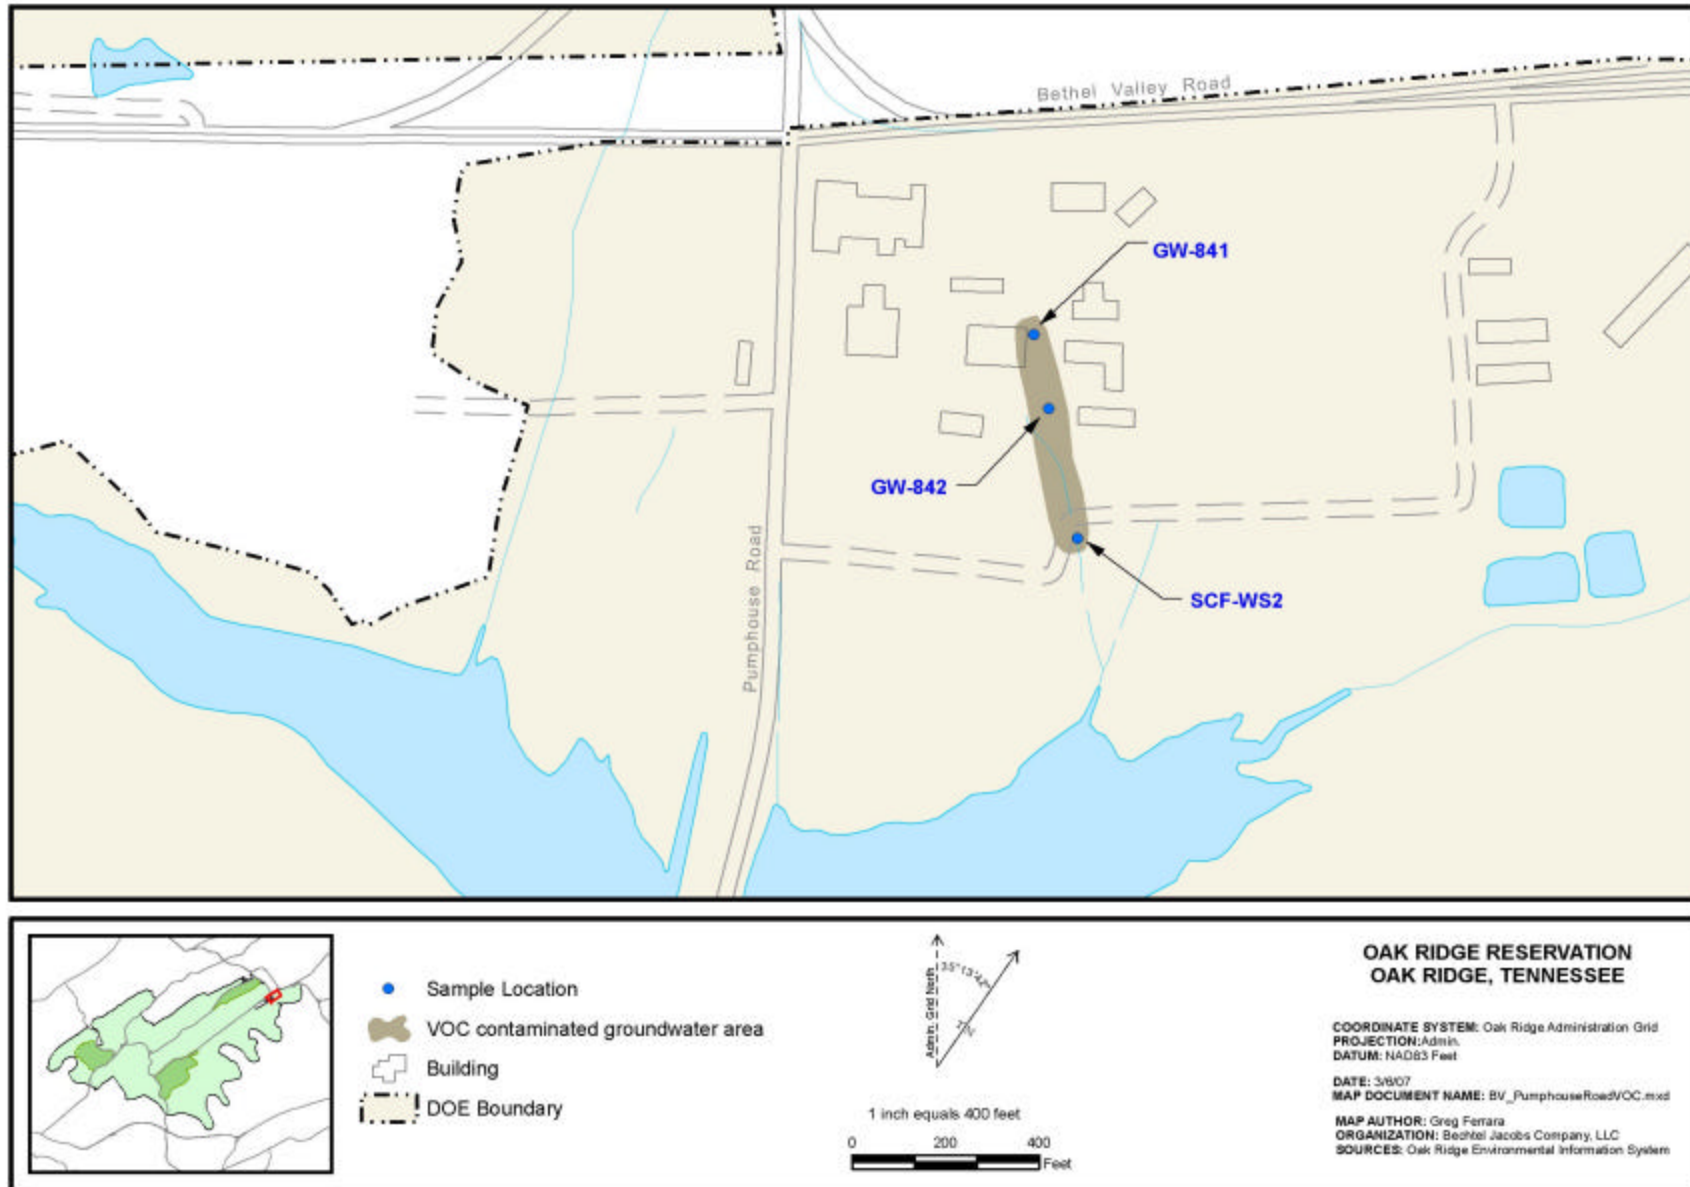 Bethel Valley Road
GW-841
GW-842
Pumphouse Road
SCF-WS2
Sample Location
VOC contaminated groundwater area
Building
DOE Boundary
Admin. Grid North
35°13'42"
1 inch equals 400 feet
0 200 400
Feet
OAK RIDGE RESERVATION
OAK RIDGE, TENNESSEE
COORDINATE SYSTEM: Oak Ridge Administration Grid
PROJECTION:Admin.
DATUM: NAD83 Feet
DATE: 3/6/07
MAP DOCUMENT NAME: BV_PumphouseRoadVOC.mxd
MAP AUTHOR: Greg Ferrara
ORGANIZATION: Bechtel Jacobs Company, LLC
SOURCES: Oak Ridge Environmental Information System